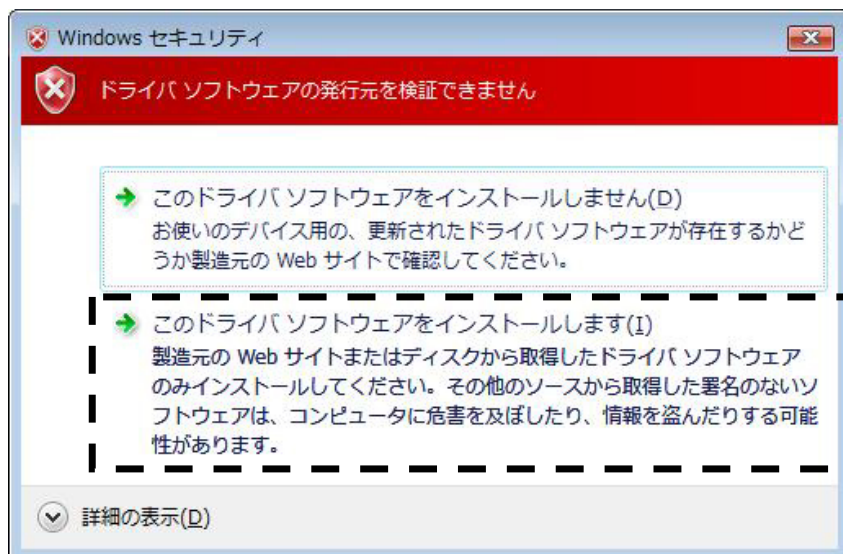 Windows セキュリティ
ドライバ ソフトウェアの発行元を検証できません
このドライバ ソフトウェアをインストールしません(D)
お使いのデバイス用の、更新されたドライバ ソフトウェアが存在するかど
うか製造元の Web サイトで確認してください。
このドライバ ソフトウェアをインストールします(I)
製造元の Web サイトまたはディスクから取得したドライバ ソフトウェア
のみインストールしてください。その他のソースから取得した署名のないソ
フトウェアは、コンピュータに危害を及ぼしたり、情報を盗んだりする可能
性があります。
詳細の表示(D)